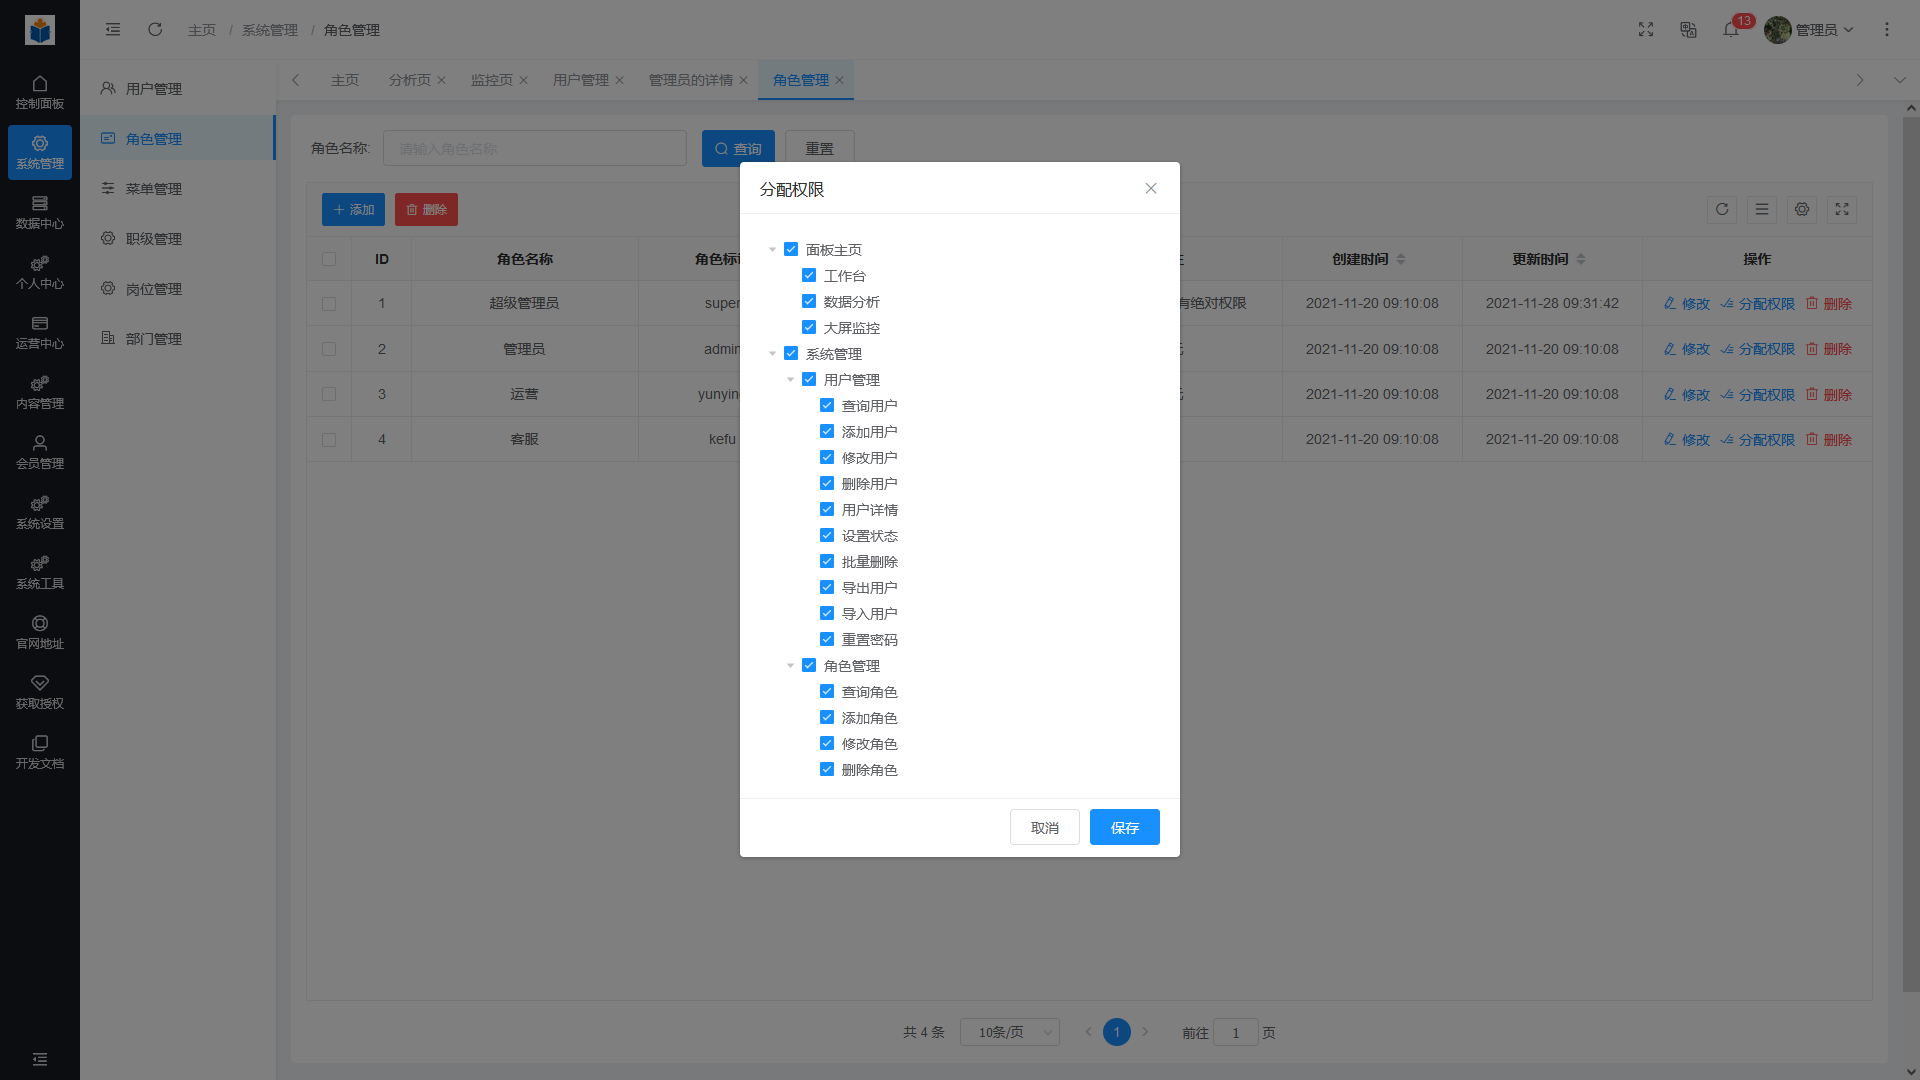 主页 / 系统管理 / 角色管理
13
管理员
控制面板
系统管理
数据中心
个人中心
运营中心
内容管理
会员管理
系统设置
系统工具
官网地址
获取授权
开发文档
用户管理
角色管理
菜单管理
职级管理
岗位管理
部门管理
主页 分析页 监控页 用户管理 管理员的详情 角色管理
角色名称: 请输入角色名称 查询 重置
添加 删除
ID 角色名称 角色标 创建时间 更新时间 操作
1 超级管理员 super 有绝对权限 2021-11-20 09:10:08 2021-11-28 09:31:42 修改 分配权限 删除
2 管理员 admin 2021-11-20 09:10:08 2021-11-20 09:10:08 修改 分配权限 删除
3 运营 yunyin 2021-11-20 09:10:08 2021-11-20 09:10:08 修改 分配权限 删除
4 客服 kefu 2021-11-20 09:10:08 2021-11-20 09:10:08 修改 分配权限 删除
分配权限
面板主页
工作台
数据分析
大屏监控
系统管理
用户管理
查询用户
添加用户
修改用户
删除用户
用户详情
设置状态
批量删除
导出用户
导入用户
重置密码
角色管理
查询角色
添加角色
修改角色
删除角色
取消 保存
共 4 条 10条/页 1 前往 1 页